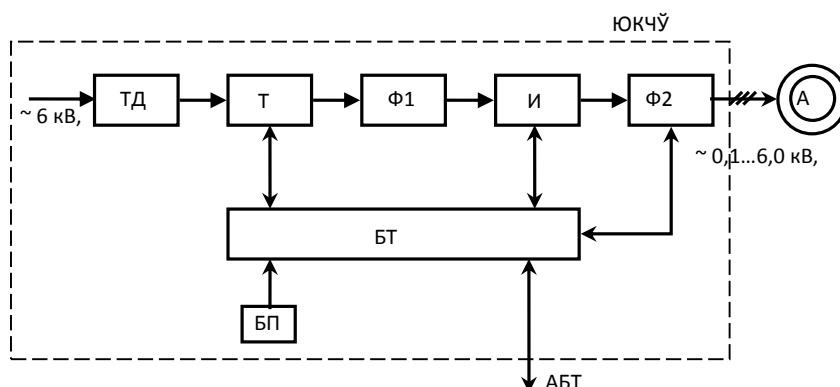 ЮКЧЎ
ТД Т Ф1 И Ф2 А
~ 6 кВ,
~ 0,1...6,0 кВ,
БТ
БП
АБТ